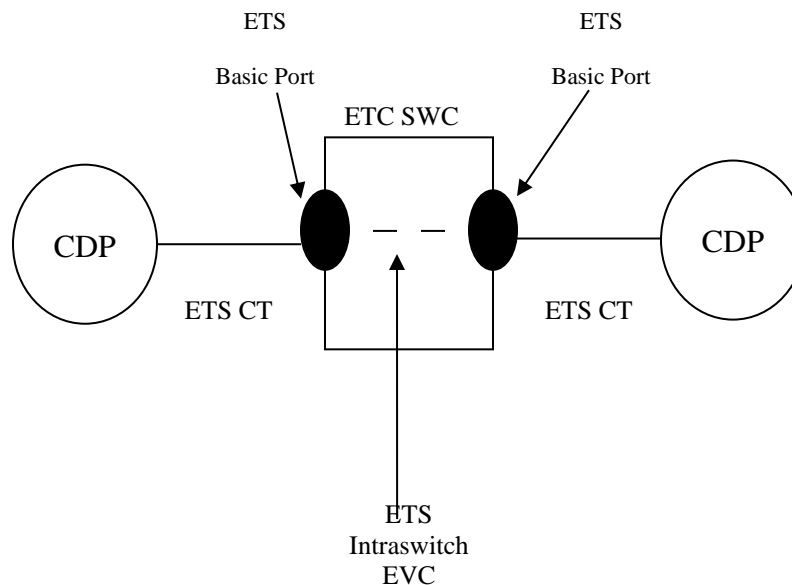 ETS
Basic Port
ETS
Basic Port
ETC SWC
CDP
CDP
ETS CT
ETS CT
ETS
Intraswitch
EVC